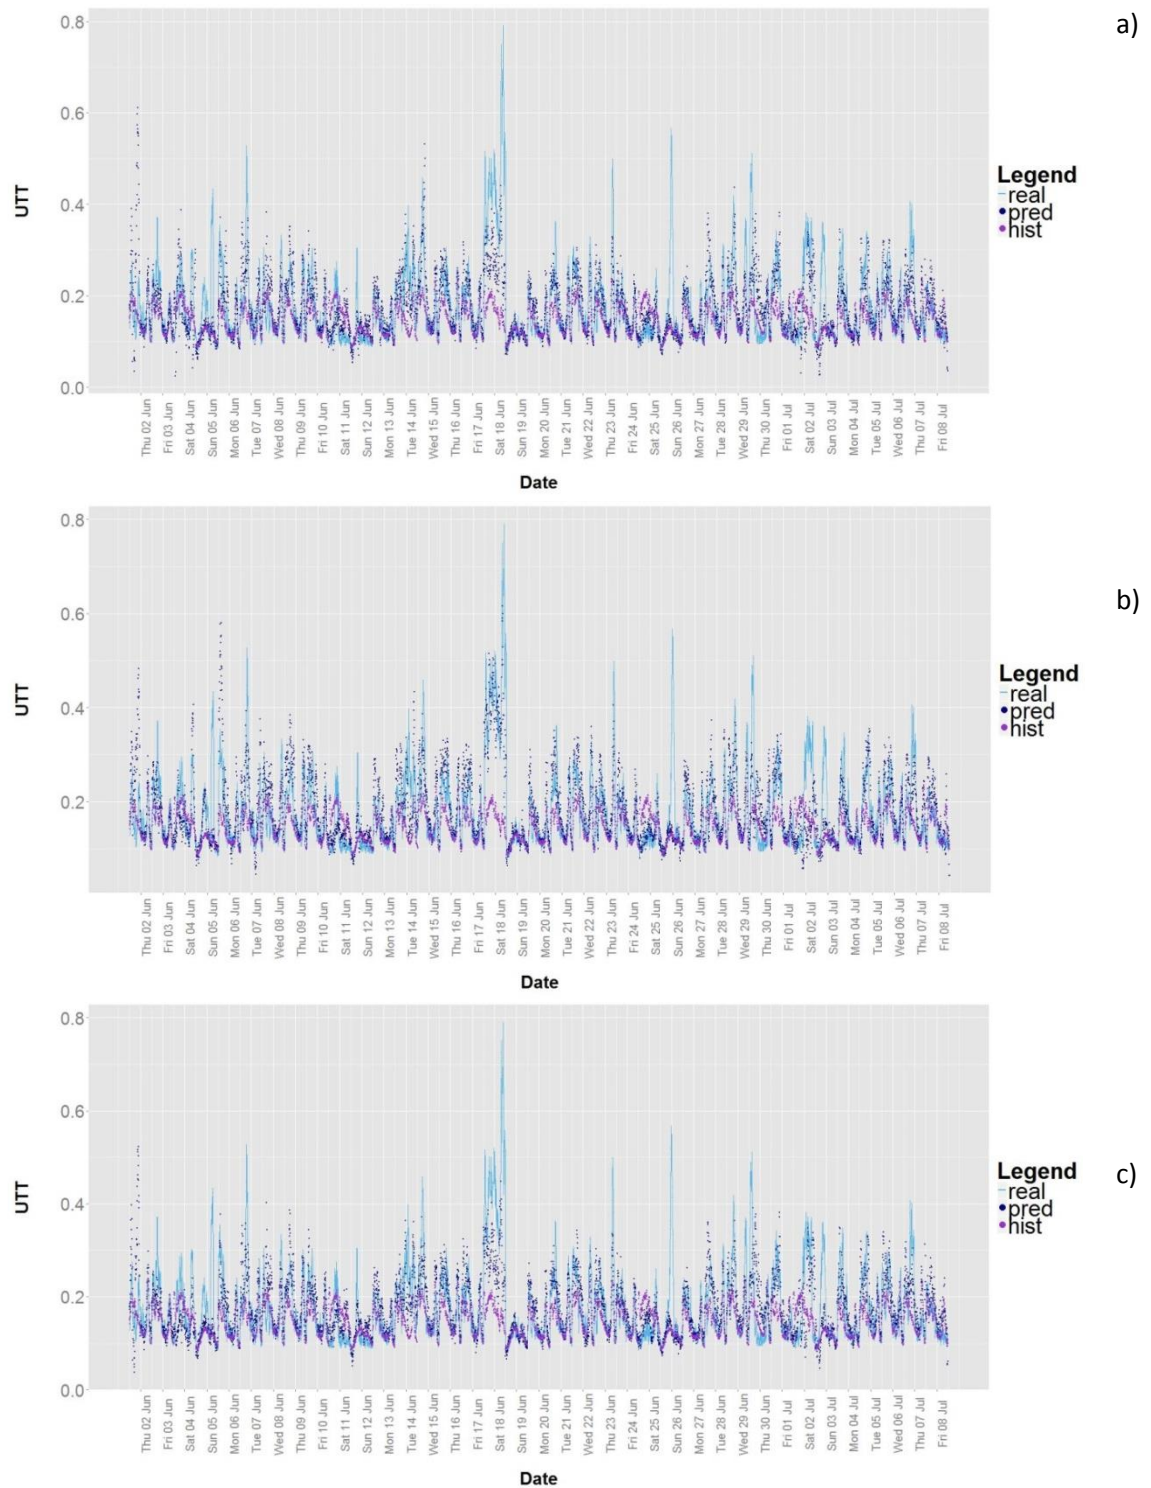 a)
0.8
0.6
0.4
0.2
0.0
UTT
Thu 02 Jun
Fri 03 Jun
Sat 04 Jun
Sun 05 Jun
Mon 06 Jun
Tue 07 Jun
Wed 08 Jun
Thu 09 Jun
Fri 10 Jun
Sat 11 Jun
Sun 12 Jun
Mon 13 Jun
Tue 14 Jun
Wed 15 Jun
Thu 16 Jun
Fri 17 Jun
Sat 18 Jun
Sun 19 Jun
Mon 20 Jun
Tue 21 Jun
Wed 22 Jun
Thu 23 Jun
Fri 24 Jun
Sat 25 Jun
Sun 26 Jun
Mon 27 Jun
Tue 28 Jun
Wed 29 Jun
Thu 30 Jun
Fri 01 Jul
Sat 02 Jul
Sun 03 Jul
Mon 04 Jul
Tue 05 Jul
Wed 06 Jul
Thu 07 Jul
Fri 08 Jul
Date
Legend
real
pred
hist
b)
0.8
0.6
0.4
0.2
UTT
Thu 02 Jun
Fri 03 Jun
Sat 04 Jun
Sun 05 Jun
Mon 06 Jun
Tue 07 Jun
Wed 08 Jun
Thu 09 Jun
Fri 10 Jun
Sat 11 Jun
Sun 12 Jun
Mon 13 Jun
Tue 14 Jun
Wed 15 Jun
Thu 16 Jun
Fri 17 Jun
Sat 18 Jun
Sun 19 Jun
Mon 20 Jun
Tue 21 Jun
Wed 22 Jun
Thu 23 Jun
Fri 24 Jun
Sat 25 Jun
Sun 26 Jun
Mon 27 Jun
Tue 28 Jun
Wed 29 Jun
Thu 30 Jun
Fri 01 Jul
Sat 02 Jul
Sun 03 Jul
Mon 04 Jul
Tue 05 Jul
Wed 06 Jul
Thu 07 Jul
Fri 08 Jul
Date
Legend
real
pred
hist
c)
0.8
0.6
0.4
0.2
0.0
UTT
Thu 02 Jun
Fri 03 Jun
Sat 04 Jun
Sun 05 Jun
Mon 06 Jun
Tue 07 Jun
Wed 08 Jun
Thu 09 Jun
Fri 10 Jun
Sat 11 Jun
Sun 12 Jun
Mon 13 Jun
Tue 14 Jun
Wed 15 Jun
Thu 16 Jun
Fri 17 Jun
Sat 18 Jun
Sun 19 Jun
Mon 20 Jun
Tue 21 Jun
Wed 22 Jun
Thu 23 Jun
Fri 24 Jun
Sat 25 Jun
Sun 26 Jun
Mon 27 Jun
Tue 28 Jun
Wed 29 Jun
Thu 30 Jun
Fri 01 Jul
Sat 02 Jul
Sun 03 Jul
Mon 04 Jul
Tue 05 Jul
Wed 06 Jul
Thu 07 Jul
Fri 08 Jul
Date
Legend
real
pred
hist